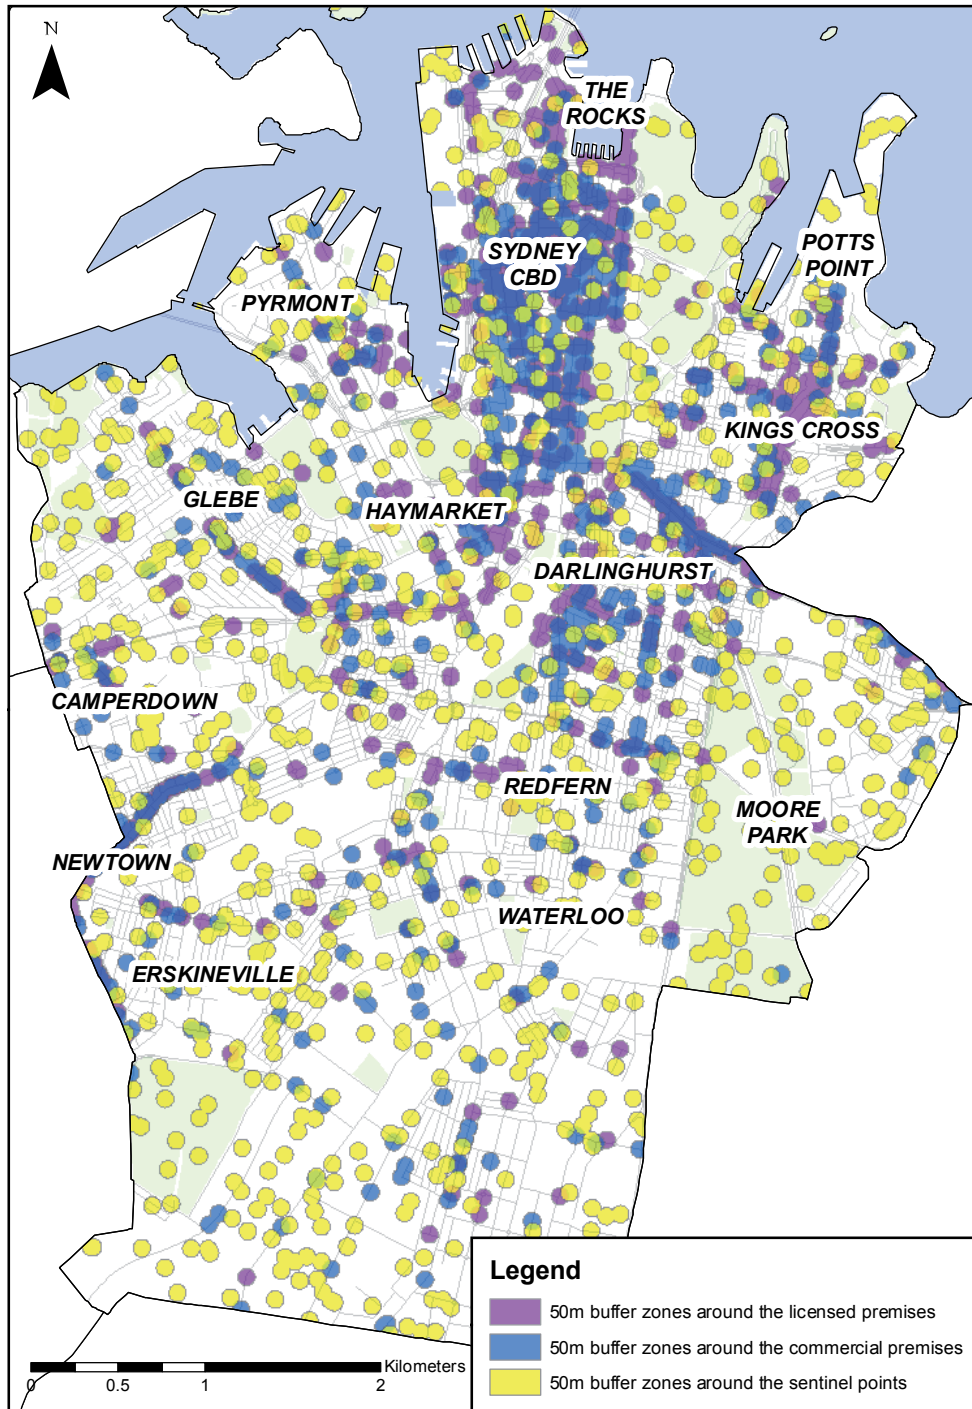 N
THE
ROCKS
POTTS
POINT
SYDNEY
CBD
PYRMONT
KINGS CROSS
GLEBE
HAYMARKET
DARLINGHURST
CAMPERDOWN
REDFERN
MOORE
PARK
NEWTOWN
WATERLOO
ERSKINEVILLE
Legend
50m buffer zones around the licensed premises
50m buffer zones around the commercial premises
50m buffer zones around the sentinel points
Kilometers
0 0.5 1 2